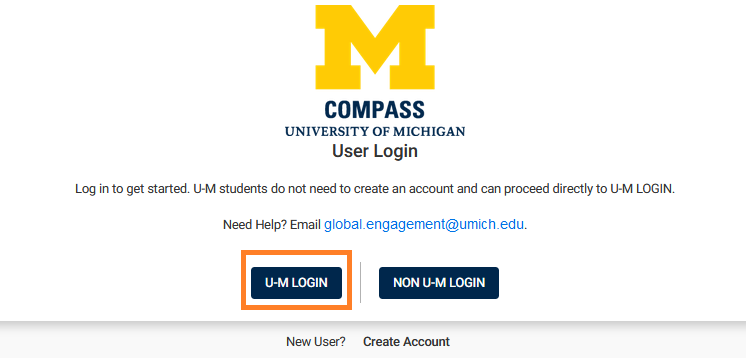 M
COMPASS
UNIVERSITY OF MICHIGAN
User Login
Log in to get started. U-M students do not need to create an account and can proceed directly to U-M LOGIN.
Need Help? Email global.engagement@umich.edu.
U-M LOGIN NON U-M LOGIN
New User? Create Account